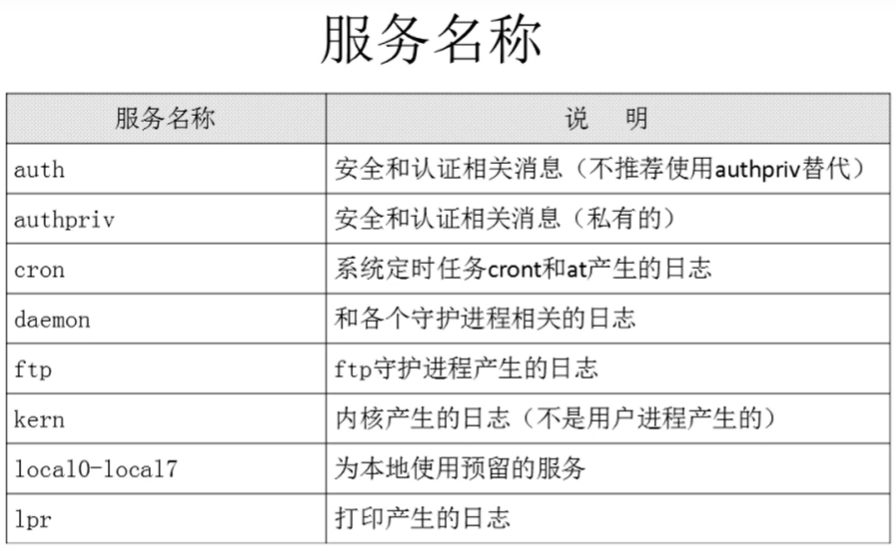 服务名称
服务名称 说 明
auth 安全和认证相关消息（不推荐使用authpriv替代）
authpriv 安全和认证相关消息（私有的）
cron 系统定时任务cront和at产生的日志
daemon 和各个守护进程相关的日志
ftp ftp守护进程产生的日志
kern 内核产生的日志（不是用户进程产生的）
local0-local7 为本地使用预留的服务
lpr 打印产生的日志